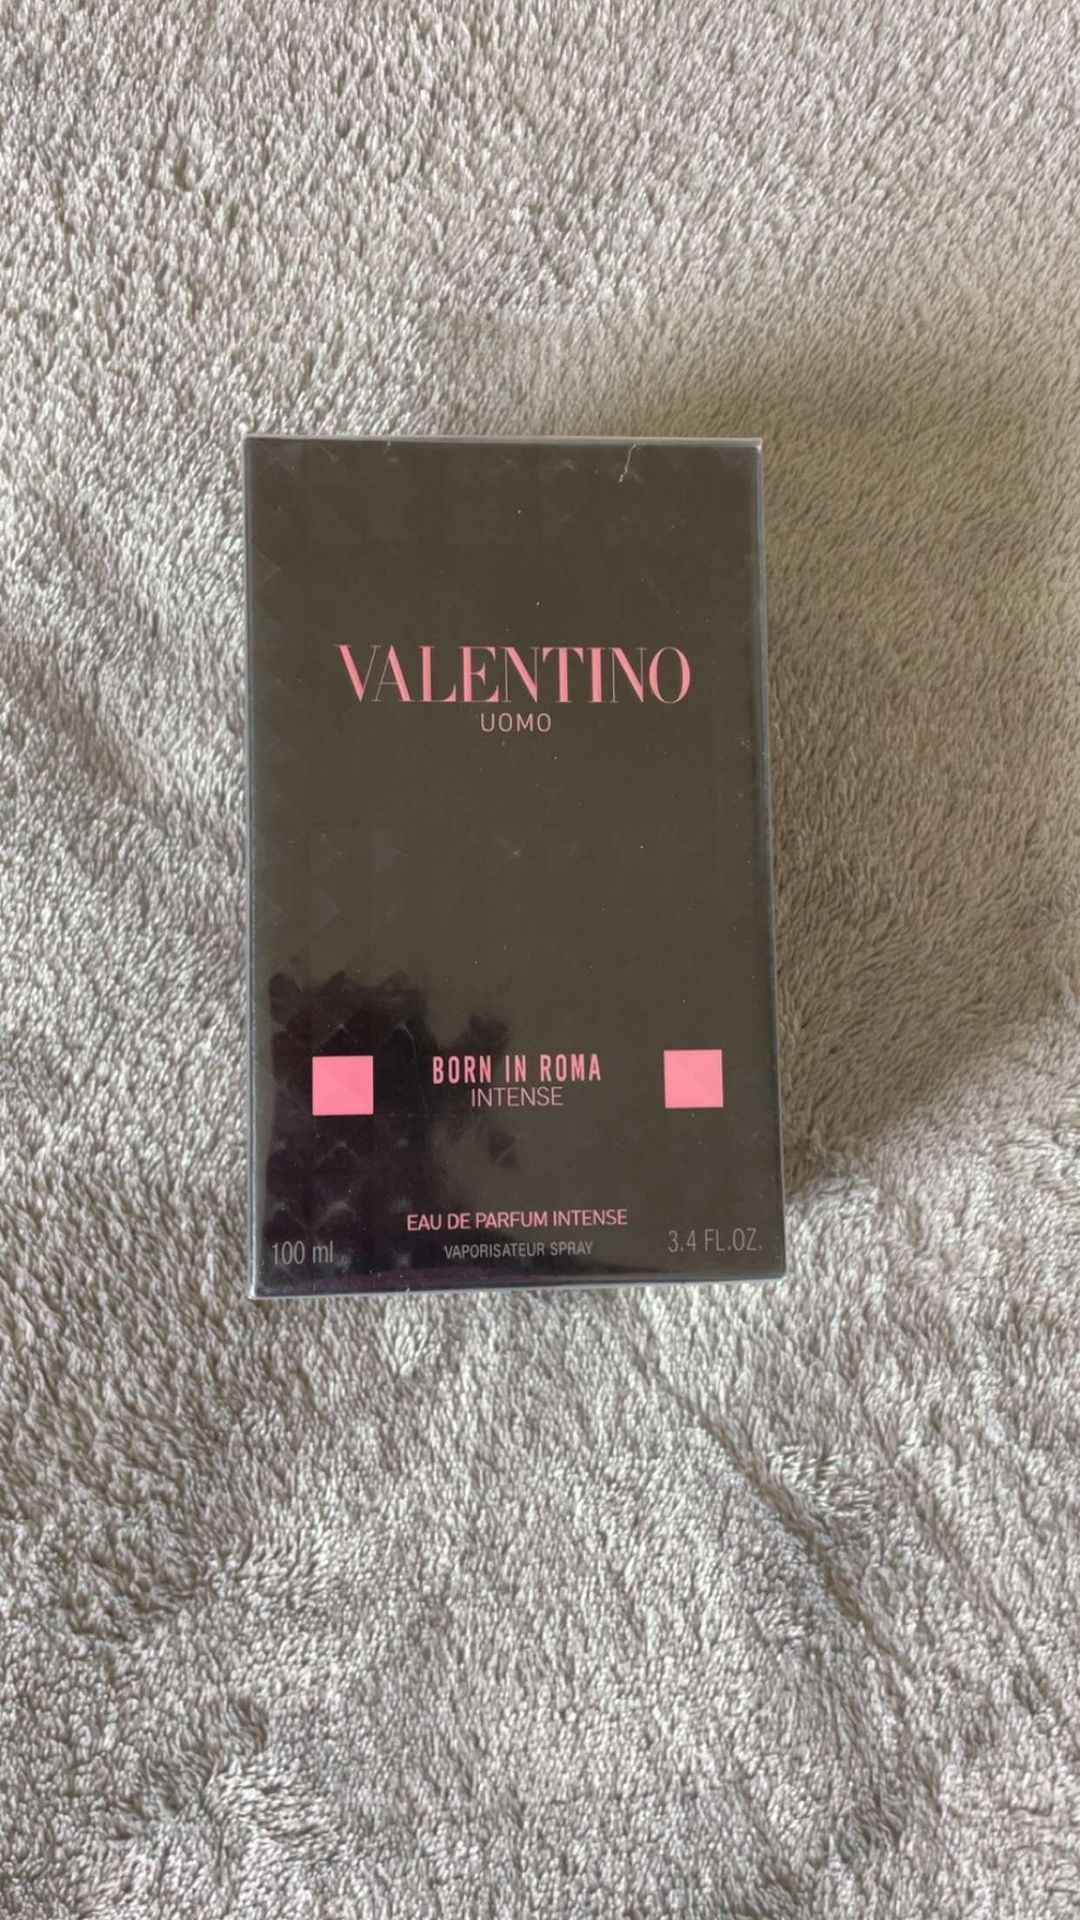 VALENTINO
UOMO
BORN IN ROMA
INTENSE
EAU DE PARFUM INTENSE
100 ml
VAPORISATEUR SPRAY
3.4 FL.OZ.